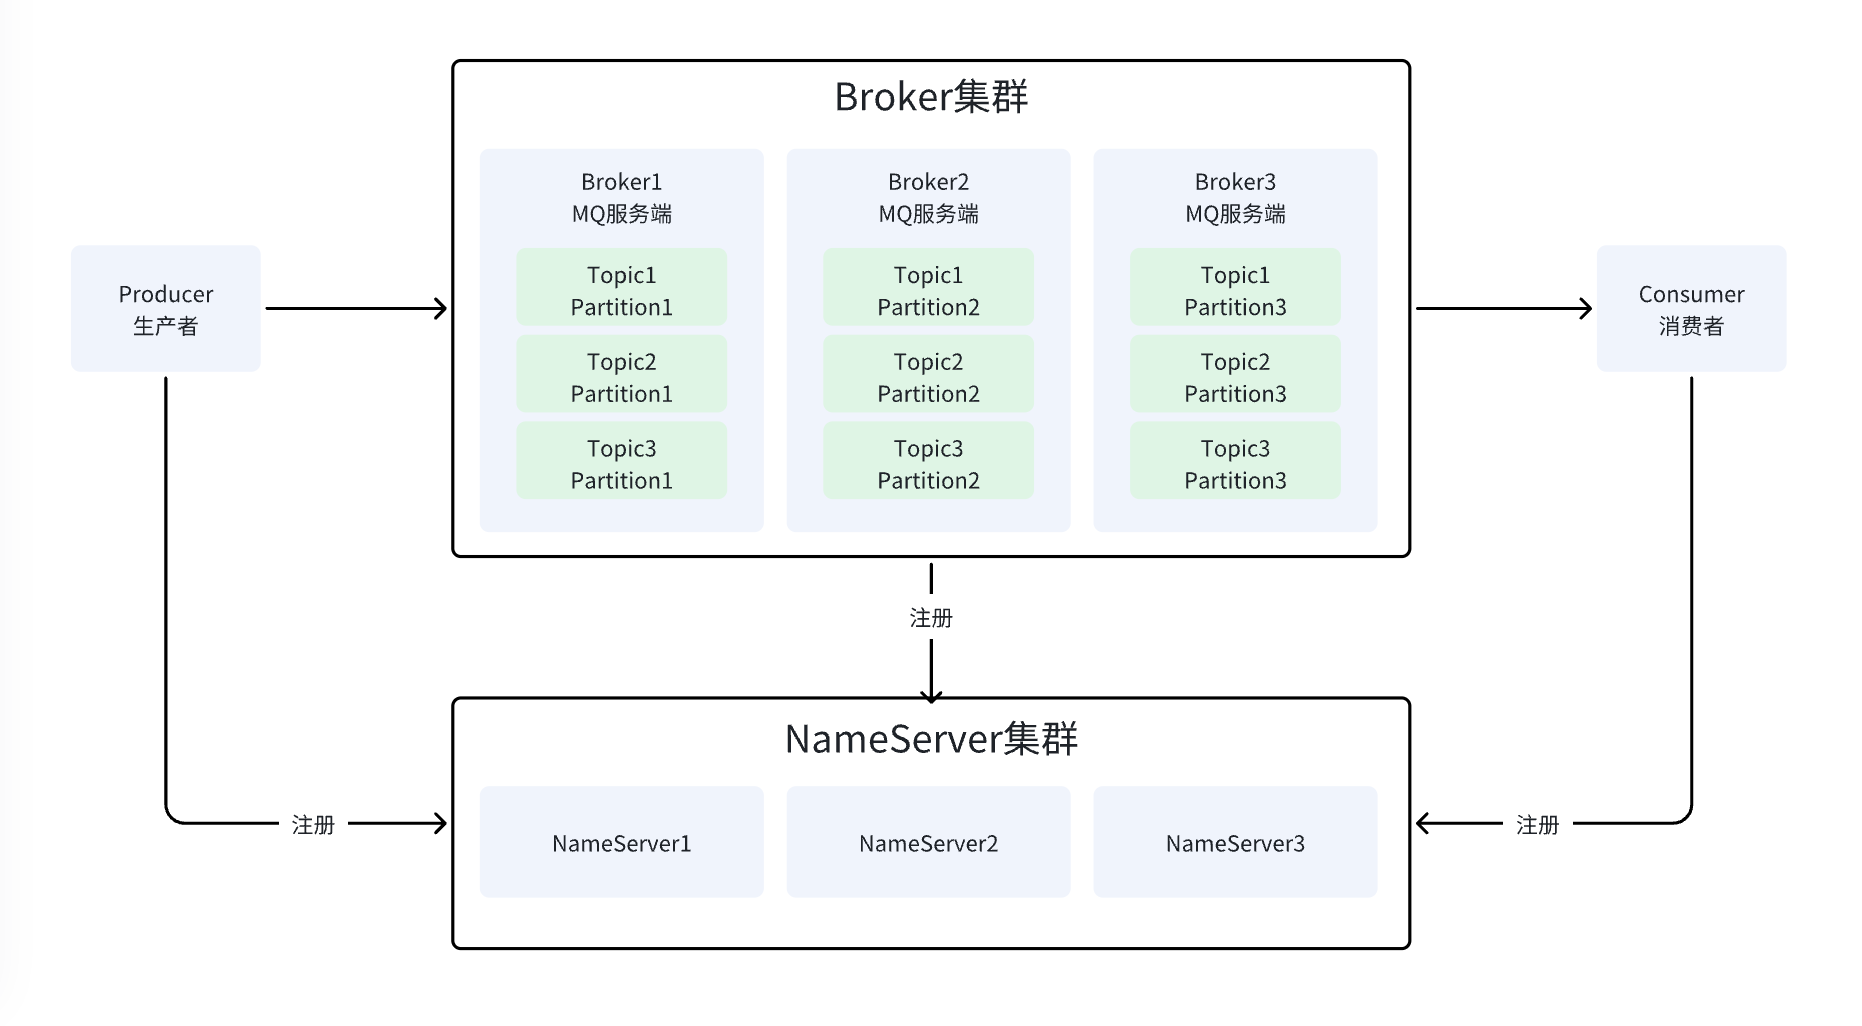 Broker集群
Broker1
MQ服务端
Topic1
Partition1
Topic2
Partition1
Topic3
Partition1
Broker2
MQ服务端
Topic1
Partition2
Topic2
Partition2
Topic3
Partition2
Broker3
MQ服务端
Topic1
Partition3
Topic2
Partition3
Topic3
Partition3
Producer
生产者
Consumer
消费者
注册
NameServer集群
NameServer1
NameServer2
NameServer3
注册
注册